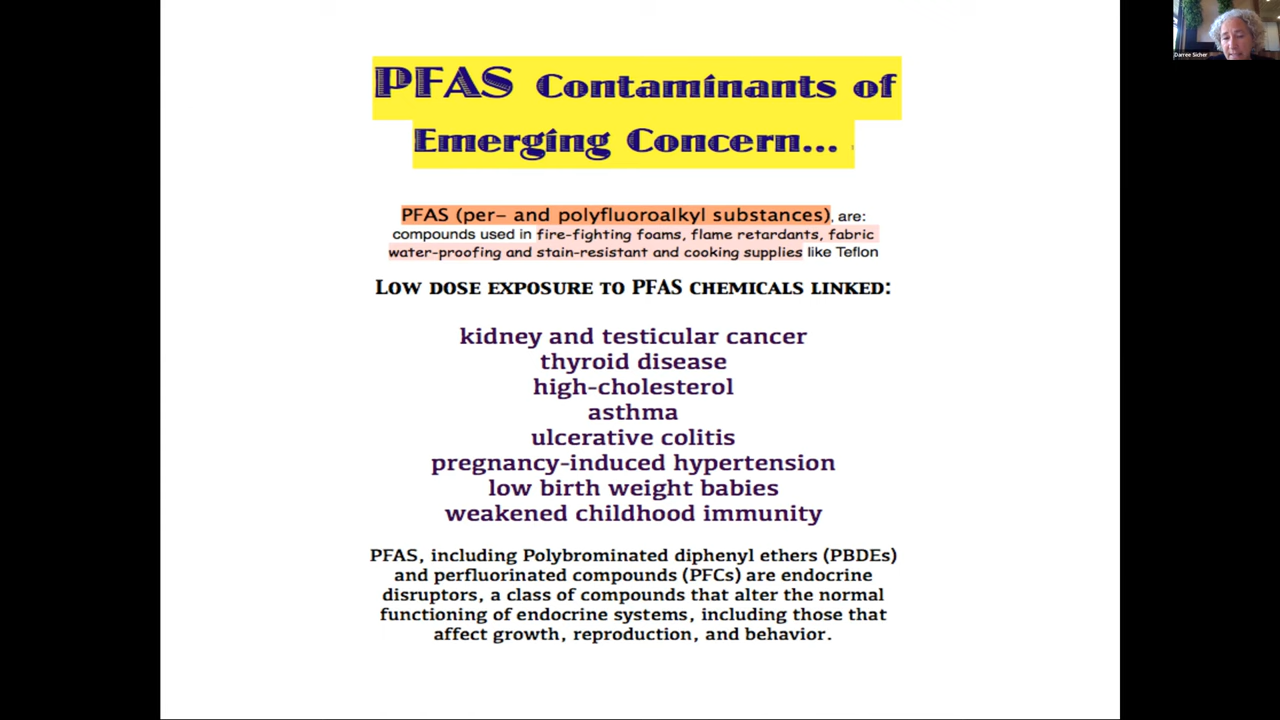 PFAS Contaminants of
Emerging Concern...
PFAS (per- and polyfluoroalkyl substances), are:
compounds used in fire-fighting foams, flame retardants, fabric
water-proofing and stain-resistant and cooking supplies like Teflon
LOW DOSE EXPOSURE TO PFAS CHEMICALS LINKED:
kidney and testicular cancer
thyroid disease
high-cholesterol
asthma
ulcerative colitis
pregnancy-induced hypertension
low birth weight babies
weakened childhood immunity
PFAS, including Polybrominated diphenyl ethers (PBDEs)
and perfluorinated compounds (PFCs) are endocrine
disruptors, a class of compounds that alter the normal
functioning of endocrine systems, including those that
affect growth, reproduction, and behavior.
Darree Sicher